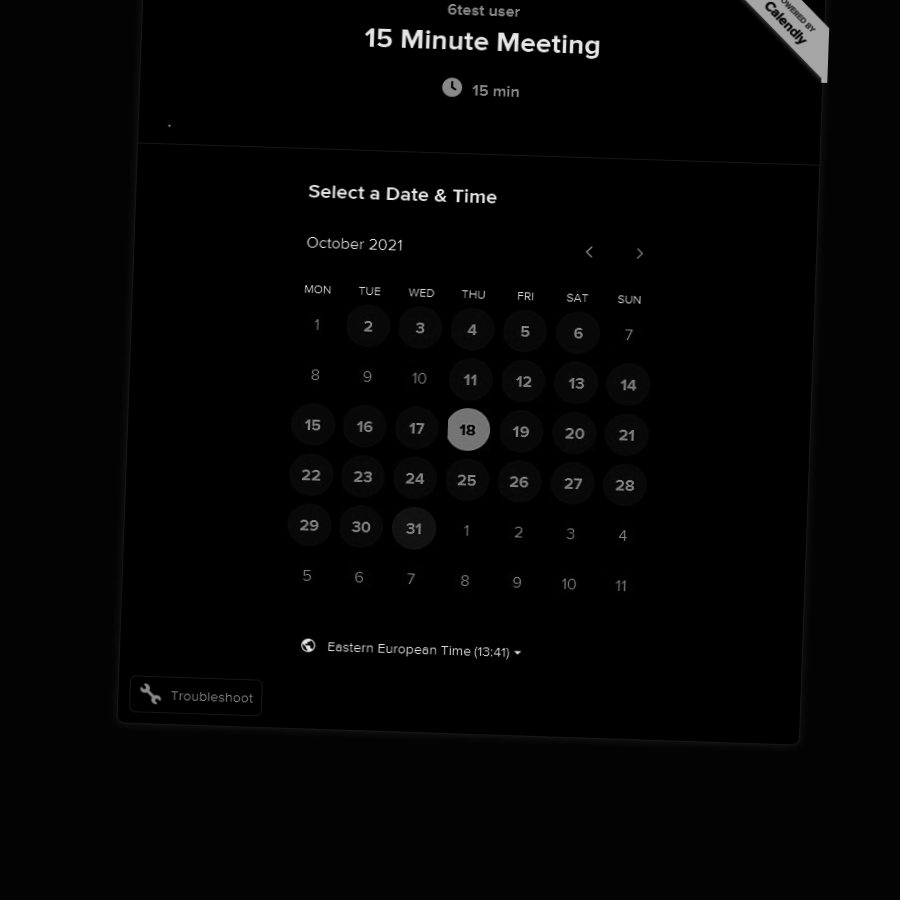 6test user
POWERED BY
Calendly
15 Minute Meeting
15 min
.
Select a Date & Time
October 2021
MON TUE WED THU FRI SAT SUN
1 2 3 4 5 6 7
8 9 10 11 12 13 14
15 16 17 18 19 20 21
22 23 24 25 26 27 28
29 30 31 1 2 3 4
5 6 7 8 9 10 11
Eastern European Time (13:41)
Troubleshoot